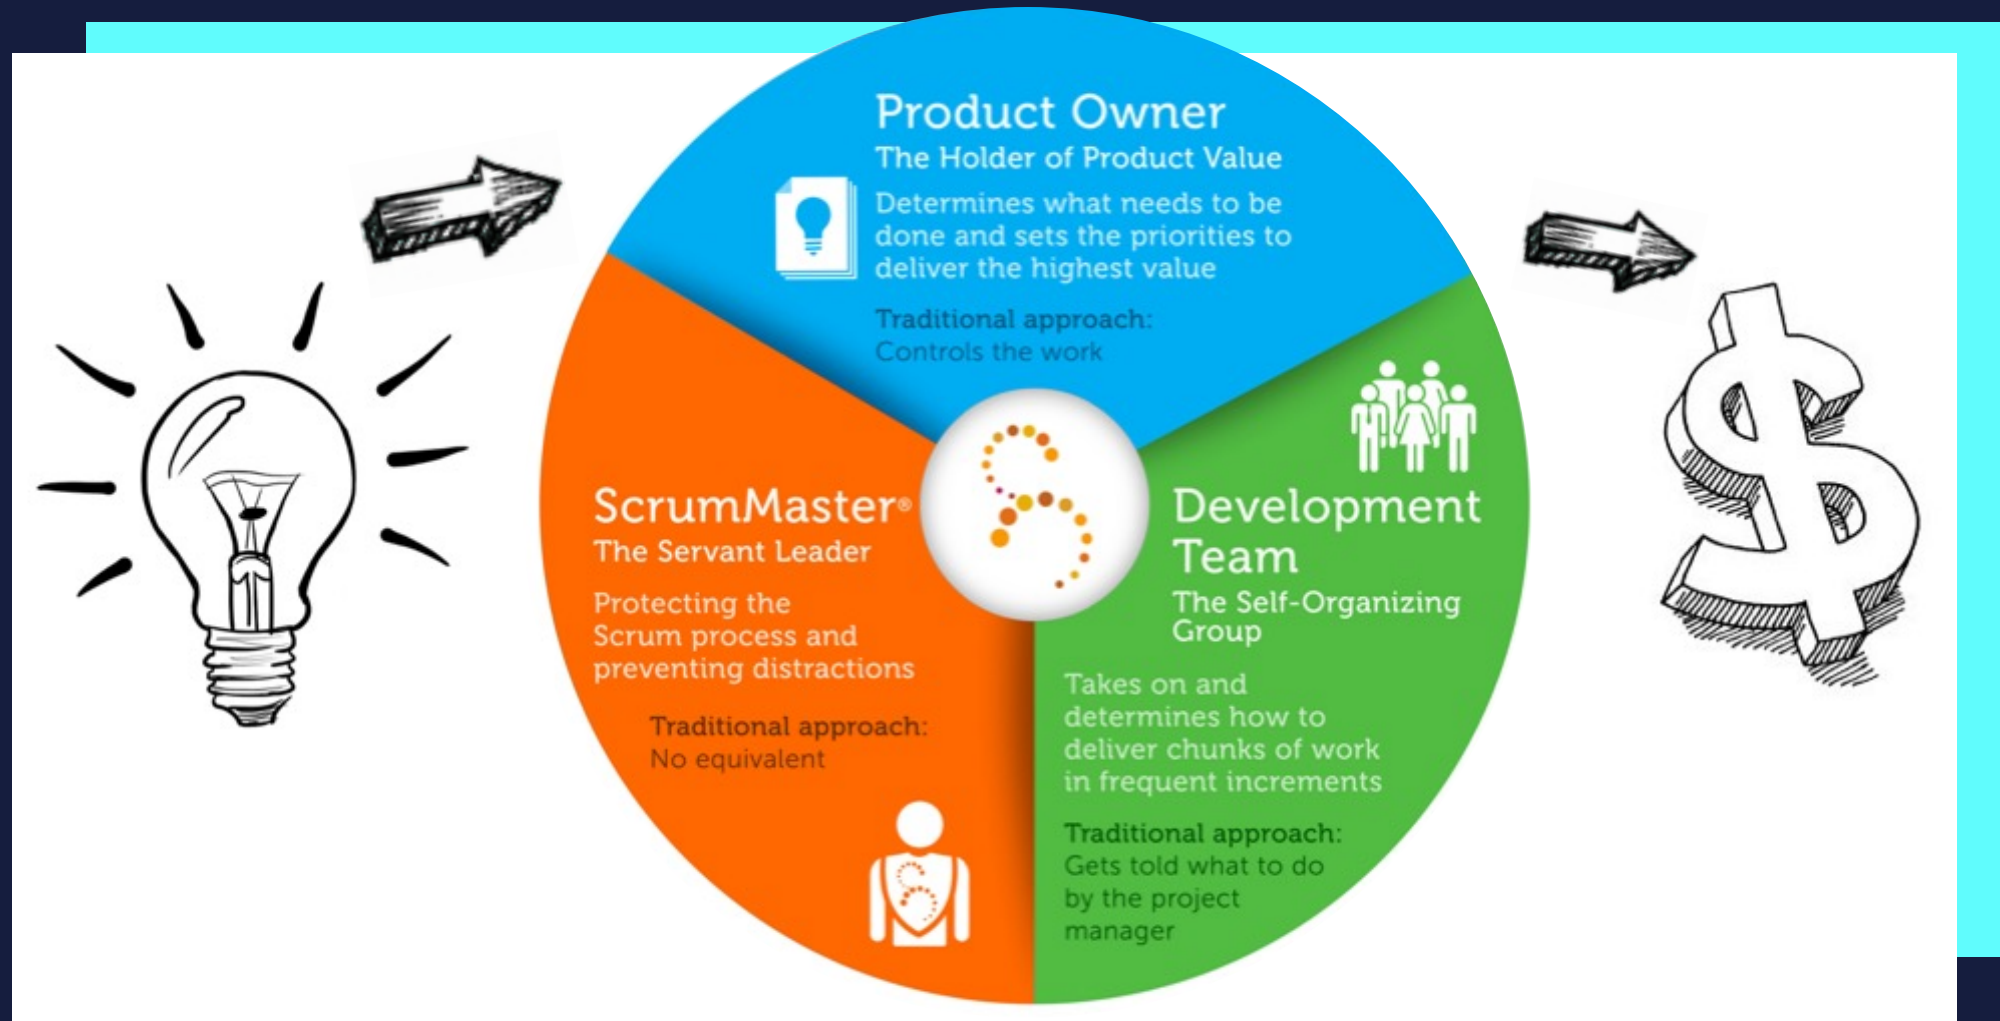 Product Owner
The Holder of Product Value
Determines what needs to be
done and sets the priorities to
deliver the highest value
Traditional approach:
Controls the work
ScrumMaster®
The Servant Leader
Protecting the
Scrum process and
preventing distractions
Traditional approach:
No equivalent
Development
Team
The Self-Organizing
Group
Takes on and
determines how to
deliver chunks of work
in frequent increments
Traditional approach:
Gets told what to do
by the project
manager